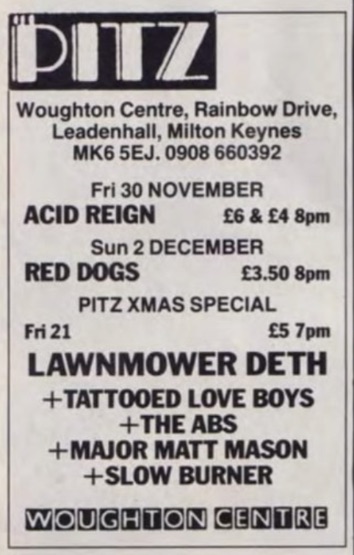 THE PITZ
Woughton Centre, Rainbow Drive,
Leadenhall, Milton Keynes
MK6 5EJ. 0908 660392
Fri 30 NOVEMBER
ACID REIGN £6 & £4 8pm
Sun 2 DECEMBER
RED DOGS £3.50 8pm
PITZ XMAS SPECIAL
Fri 21 £5 7pm
LAWNMOWER DETH
+TATTOOED LOVE BOYS
+THE ABS
+MAJOR MATT MASON
+SLOW BURNER
WOUGHTON CENTRE